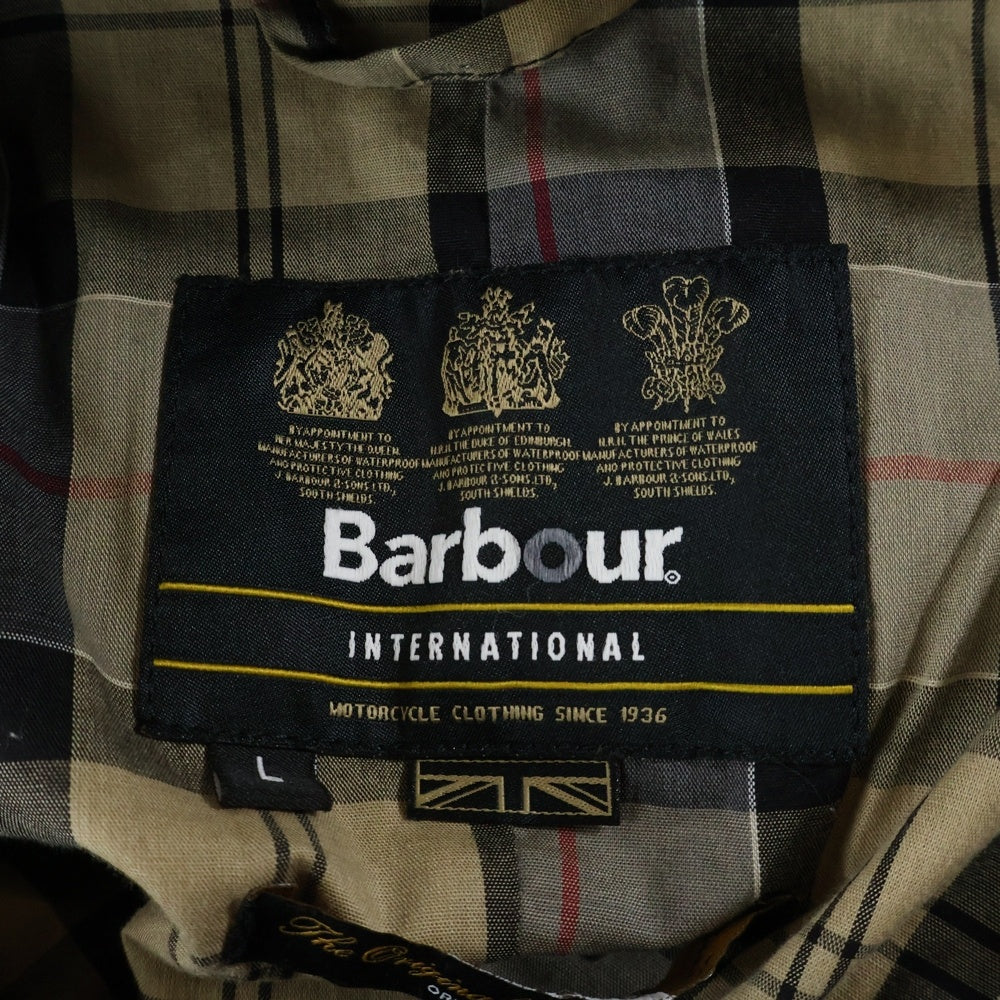 BY APPOINTMENT TO
HER MAJESTY THE QUEEN
MANUFACTURERS OF WATERPROOF
AND PROTECTIVE CLOTHING
J. BARBOUR & SONS. LTD.,
SOUTH SHIELDS.
BY APPOINTMENT TO
H.R.H. THE DUKE OF EDINBURGH
MANUFACTURERS OF WATERPROOF
AND PROTECTIVE CLOTHING
J. BARBOUR & SONS. LTD.,
SOUTH SHIELDS.
BY APPOINTMENT TO
H.R.H. THE PRINCE OF WALES
MANUFACTURERS OF WATERPROOF
AND PROTECTIVE CLOTHING
J. BARBOUR & SONS. LTD.,
SOUTH SHIELDS.
Barbour
INTERNATIONAL
MOTORCYCLE CLOTHING SINCE 1936
L
The